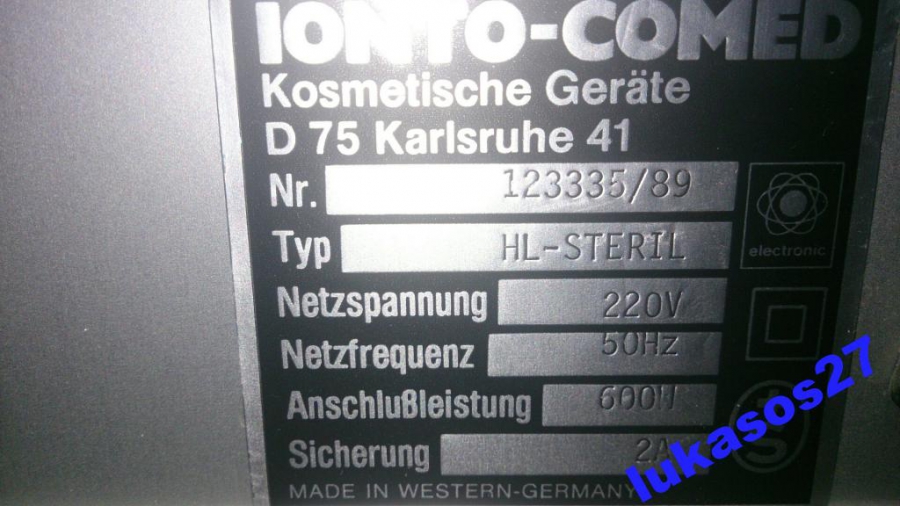 IONTO-COMED
Kosmetische Geräte
D 75 Karlsruhe 41
Nr. 123335/89
Typ HL-STERIL
electronic
Netzspannung 220V
Netzfrequenz 50Hz
Anschlußleistung 600W
Sicherung 2A
MADE IN WESTERN-GERMANY
lukasos27